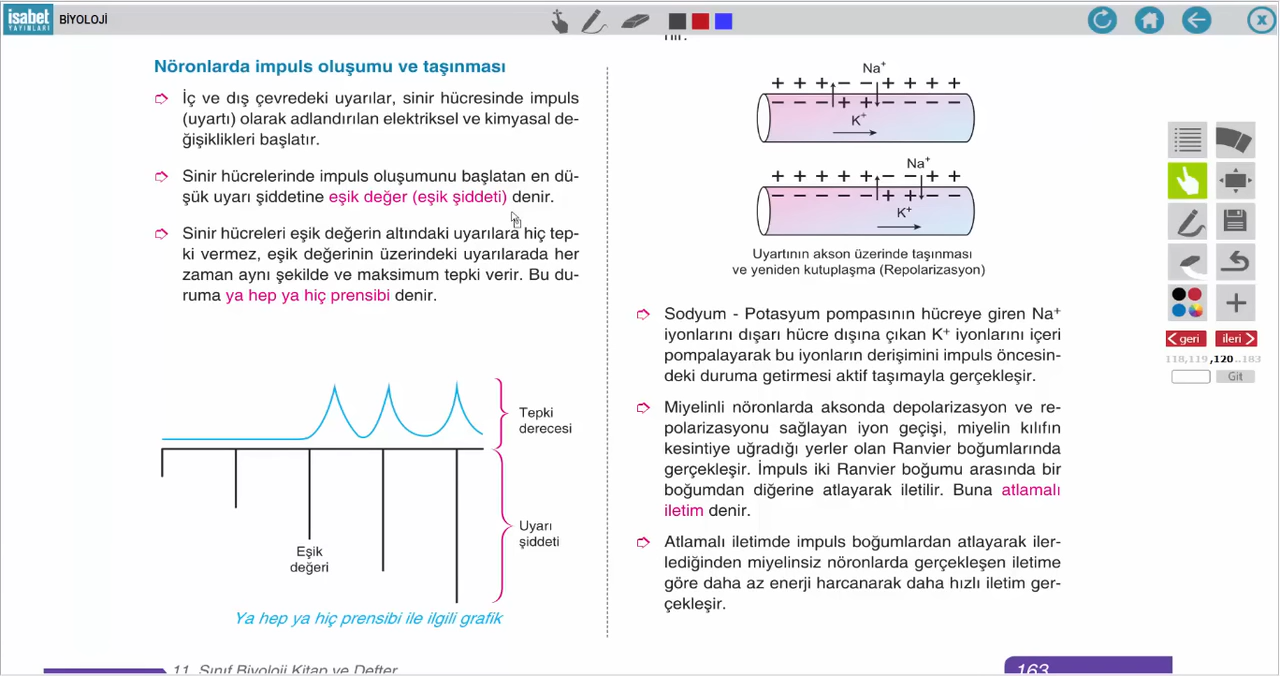 isabet
YAYINLARI
BİYOLOJİ
Nöronlarda impuls oluşumu ve taşınması
İç ve dış çevredeki uyarılar, sinir hücresinde impuls
(uyartı) olarak adlandırılan elektriksel ve kimyasal de-
ğişiklikleri başlatır.
Sinir hücrelerinde impuls oluşumunu başlatan en dü-
şük uyarı şiddetine eşik değer (eşik şiddeti) denir.
Sinir hücreleri eşik değerin altındaki uyarılara hiç tep-
ki vermez, eşik değerinin üzerindeki uyarılarada her
zaman aynı şekilde ve maksimum tepki verir. Bu du-
ruma ya hep ya hiç prensibi denir.
Tepki
derecesi
Uyarı
şiddeti
Eşik
değeri
Ya hep ya hiç prensibi ile ilgili grafik
11. Sınıf Biyoloji Kitap ve Defter
nir.
Na+
+ + + − − + + + +
− − − + + − − − −
K+
Na+
+ + + + + − − + +
− − − − − + + − −
K+
Uyartının akson üzerinde taşınması
ve yeniden kutuplaşma (Repolarizasyon)
Sodyum - Potasyum pompasının hücreye giren Na+
iyonlarını dışarı hücre dışına çıkan K+ iyonlarını içeri
pompalayarak bu iyonların derişimini impuls öncesin-
deki duruma getirmesi aktif taşımayla gerçekleşir.
Miyelinli nöronlarda aksonda depolarizasyon ve re-
polarizasyonu sağlayan iyon geçişi, miyelin kılıfın
kesintiye uğradığı yerler olan Ranvier boğumlarında
gerçekleşir. İmpuls iki Ranvier boğumu arasında bir
boğumdan diğerine atlayarak iletilir. Buna atlamalı
iletim denir.
Atlamalı iletimde impuls boğumlardan atlayarak iler-
lediğinden miyelinsiz nöronlarda gerçekleşen iletime
göre daha az enerji harcanarak daha hızlı iletim ger-
çekleşir.
163
geri
ileri
118,119,120..183
Git